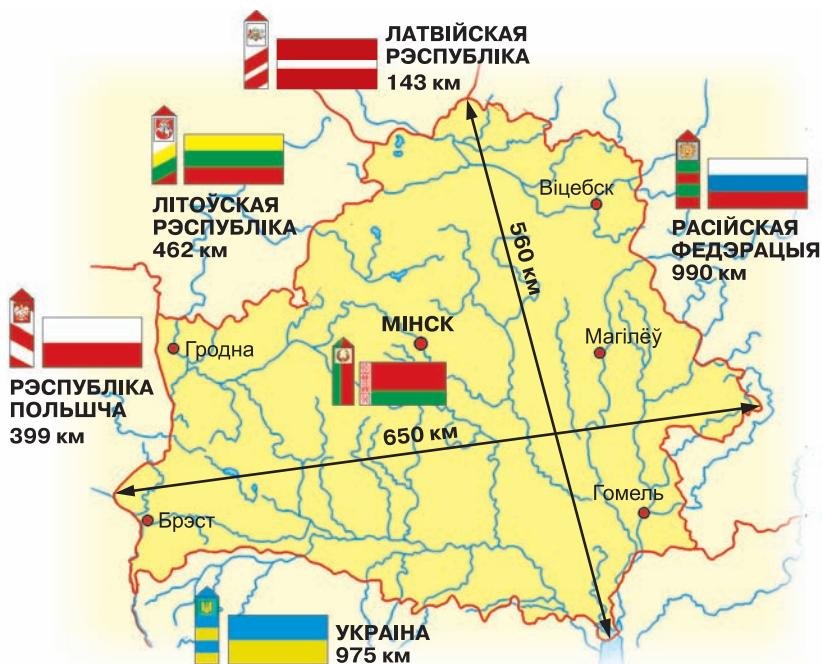 ЛАТВІЙСКАЯ
РЭСПУБЛІКА
143 км
ЛІТОЎСКАЯ
РЭСПУБЛІКА
462 км
Віцебск
РАСІЙСКАЯ
ФЕДЭРАЦЫЯ
990 км
560 км
МІНСК
Магілёў
Гродна
РЭСПУБЛІКА
ПОЛЬШЧА
399 км
650 км
Гомель
Брэст
УКРАІНА
975 км